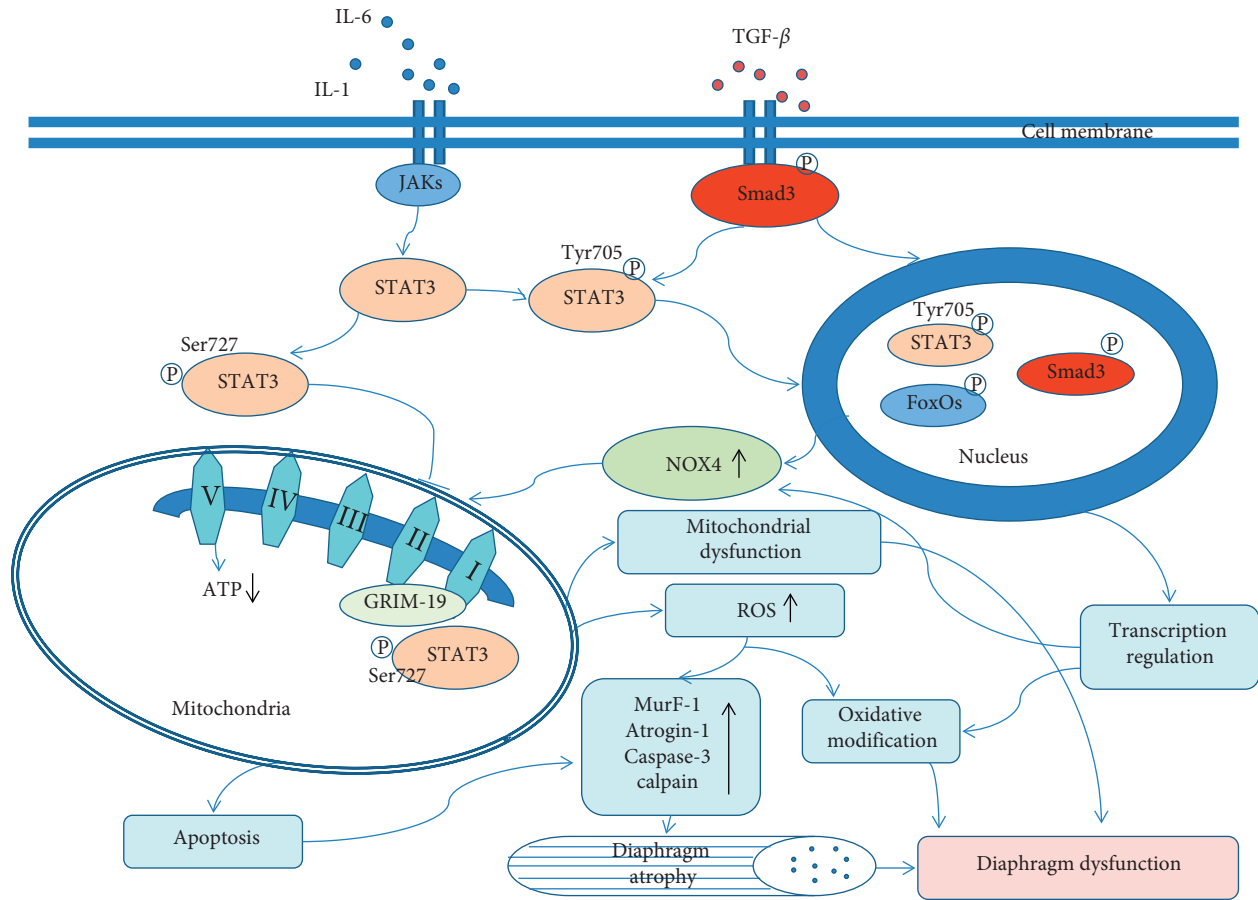 IL-6
TGF-β
IL-1
Cell membrane
P
JAKs
Smad3
Tyr705
P
STAT3
STAT3
Tyr705
P
STAT3
P
Smad3
P
FoxOs
Nucleus
Ser727
P
STAT3
NOX4 ↑
V
IV
III
II
I
ATP ↓
GRIM-19
P
STAT3
Ser727
Mitochondria
Mitochondrial
dysfunction
ROS ↑
Transcription
regulation
MurF-1
Atrogin-1
Caspase-3
calpain
↑
Oxidative
modification
Apoptosis
Diaphragm
atrophy
Diaphragm dysfunction